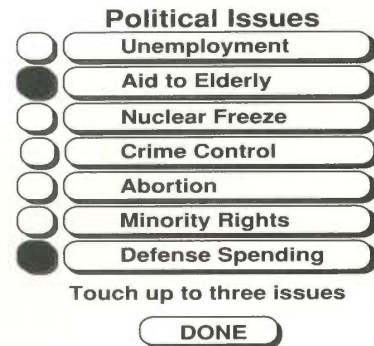 Political Issues
Unemployment
Aid to Elderly
Nuclear Freeze
Crime Control
Abortion
Minority Rights
Defense Spending
Touch up to three issues
DONE